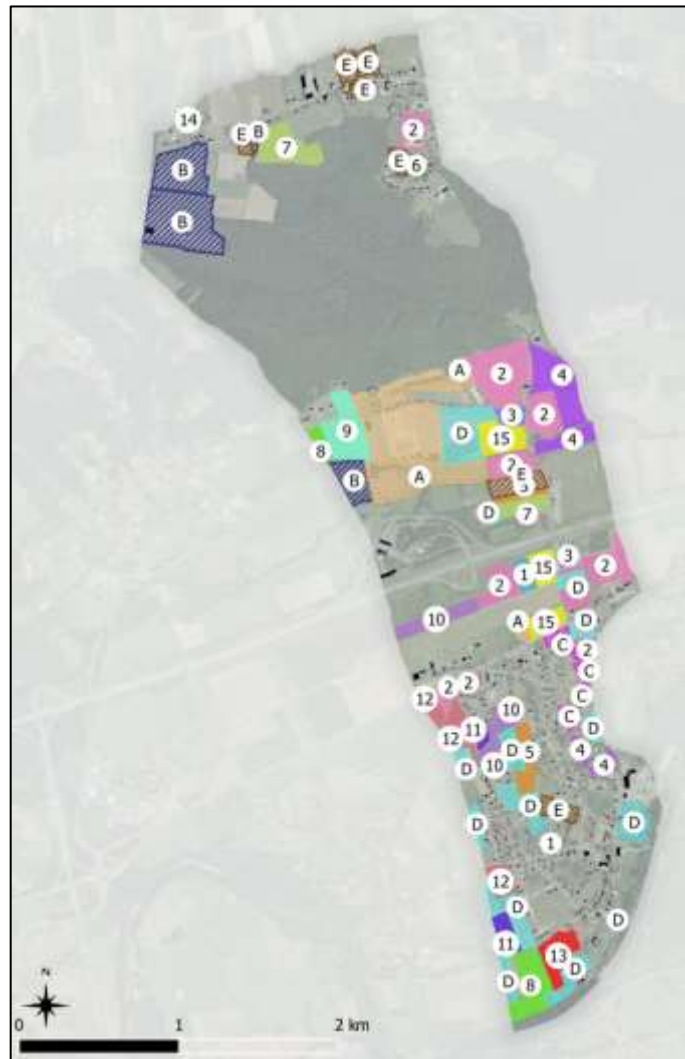 E E
E
14
E B 7
2
E 6
B
B
A 2 4
3 2
9 D 15
8 4
B A 2
E
3
D 7
15 3
2 1 2
D
10
A 15 D
C 2
C
2 2
12 C
10 C
11 D
12 D 5 4
10 4
D
D E
D D
1
12
D
D
11
13 D
D 8
N
0 1 2 km